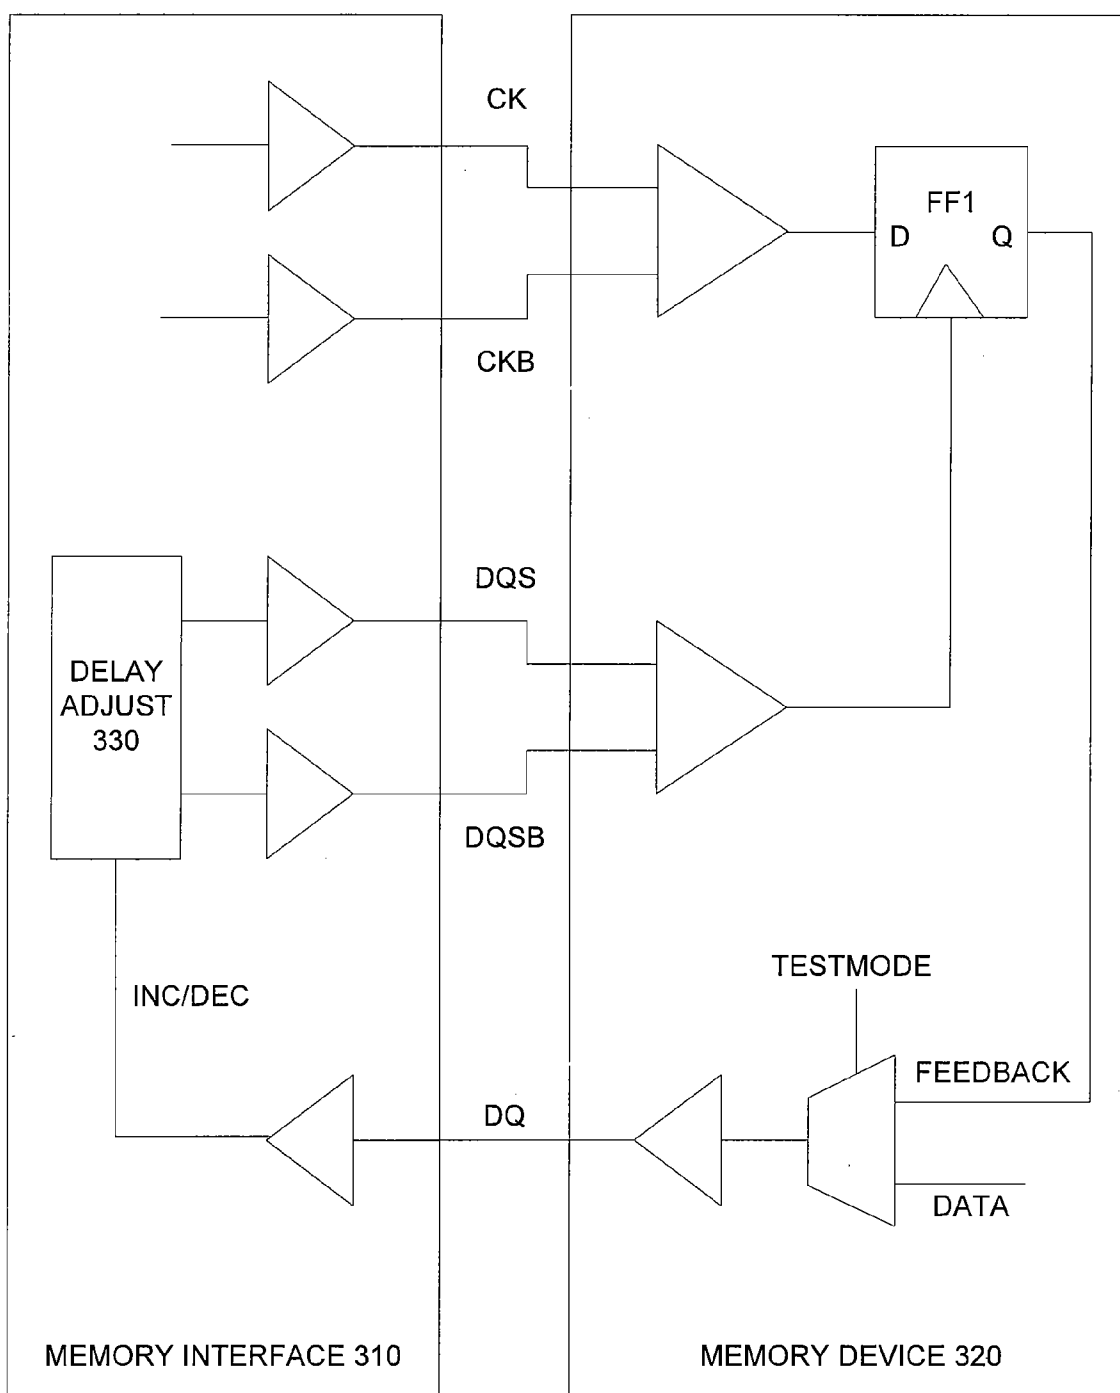 CK
FF1
D Q
CKB
DQS
DELAY
ADJUST
330
DQSB
TESTMODE
INC/DEC
FEEDBACK
DQ
DATA
MEMORY INTERFACE 310
MEMORY DEVICE 320